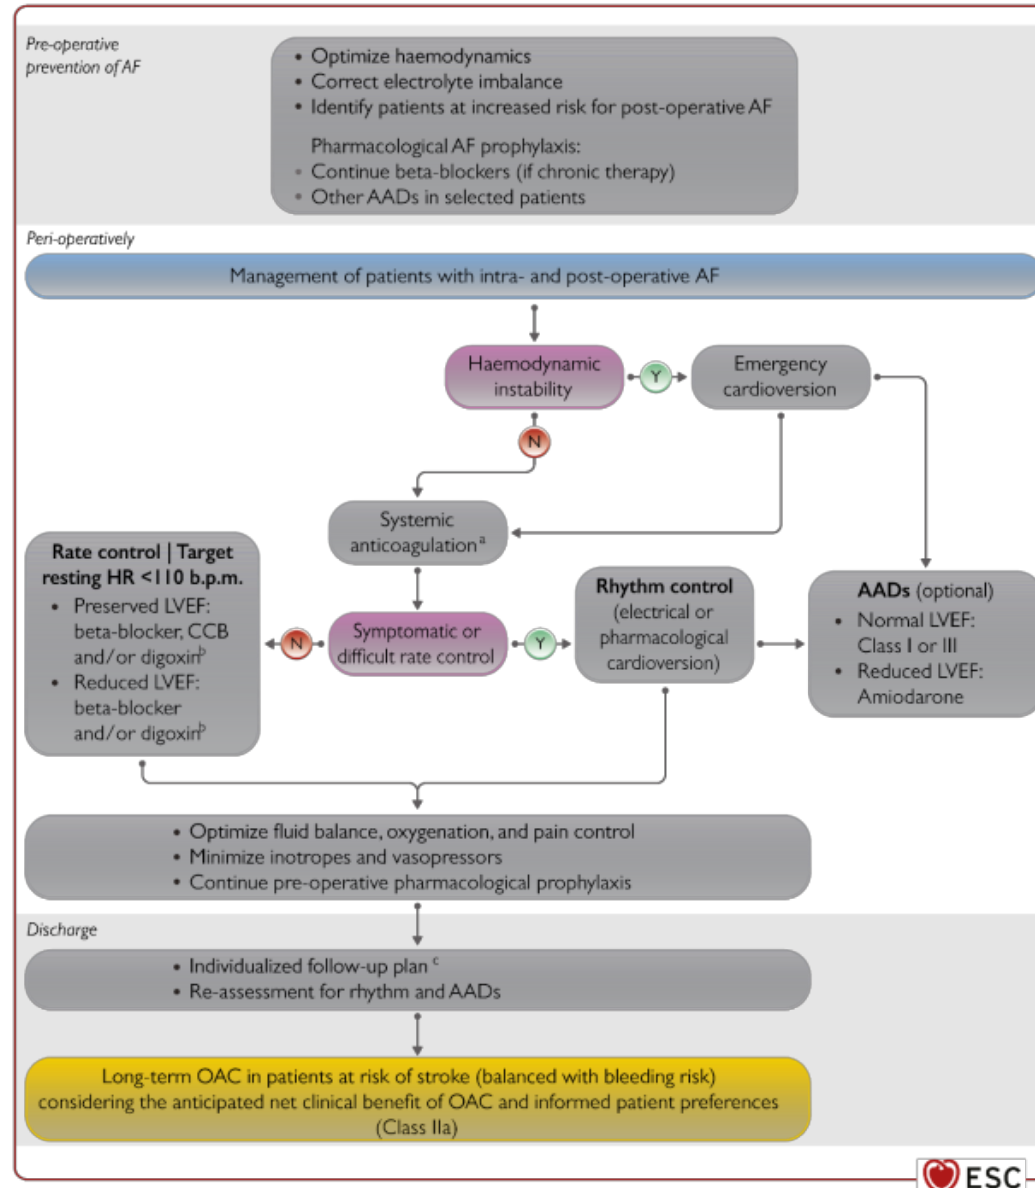 Pre-operative
prevention of AF
• Optimize haemodynamics
• Correct electrolyte imbalance
• Identify patients at increased risk for post-operative AF
Pharmacological AF prophylaxis:
• Continue beta-blockers (if chronic therapy)
• Other AADs in selected patients
Peri-operatively
Management of patients with intra- and post-operative AF
Haemodynamic
instability
Y
Emergency
cardioversion
N
Systemic
anticoagulationᵃ
Rate control | Target
resting HR <110 b.p.m.
• Preserved LVEF:
beta-blocker, CCB
and/or digoxinᵇ
• Reduced LVEF:
beta-blocker
and/or digoxinᵇ
N
Symptomatic or
difficult rate control
Y
Rhythm control
(electrical or
pharmacological
cardioversion)
AADs (optional)
• Normal LVEF:
Class I or III
• Reduced LVEF:
Amiodarone
• Optimize fluid balance, oxygenation, and pain control
• Minimize inotropes and vasopressors
• Continue pre-operative pharmacological prophylaxis
Discharge
• Individualized follow-up plan ᶜ
• Re-assessment for rhythm and AADs
Long-term OAC in patients at risk of stroke (balanced with bleeding risk)
considering the anticipated net clinical benefit of OAC and informed patient preferences
(Class IIa)
ESC